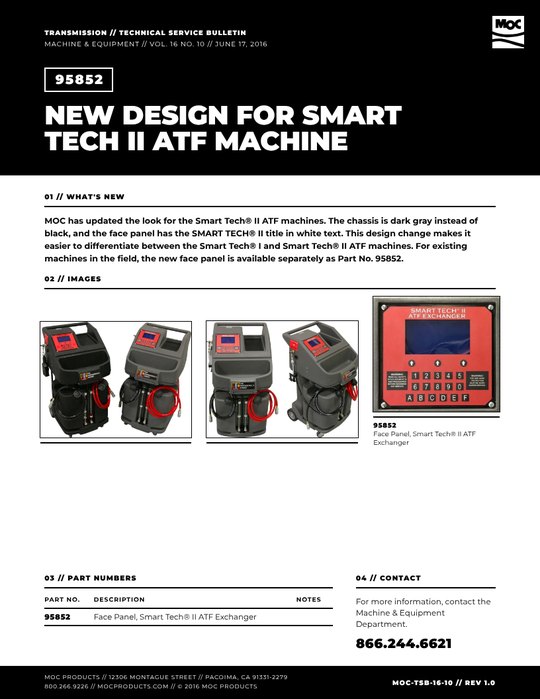 TRANSMISSION // TECHNICAL SERVICE BULLETIN
MACHINE & EQUIPMENT // VOL. 16 NO. 10 // JUNE 17, 2016
MOC
95852
NEW DESIGN FOR SMART
TECH II ATF MACHINE
01 // WHAT'S NEW
MOC has updated the look for the Smart Tech® II ATF machines. The chassis is dark gray instead of
black, and the face panel has the SMART TECH® II title in white text. This design change makes it
easier to differentiate between the Smart Tech® I and Smart Tech® II ATF machines. For existing
machines in the field, the new face panel is available separately as Part No. 95852.
02 // IMAGES
SMART TECH® II
ATF EXCHANGER
1 2 3 4 5
6 7 8 9 0
A B C D E F
95852
Face Panel, Smart Tech® II ATF
Exchanger
03 // PART NUMBERS
PART NO. DESCRIPTION NOTES
95852 Face Panel, Smart Tech® II ATF Exchanger
04 // CONTACT
For more information, contact the
Machine & Equipment
Department.
866.244.6621
MOC PRODUCTS // 12306 MONTAGUE STREET // PACOIMA, CA 91331-2279
800.266.9226 // MOCPRODUCTS.COM // © 2016 MOC PRODUCTS
MOC-TSB-16-10 // REV 1.0